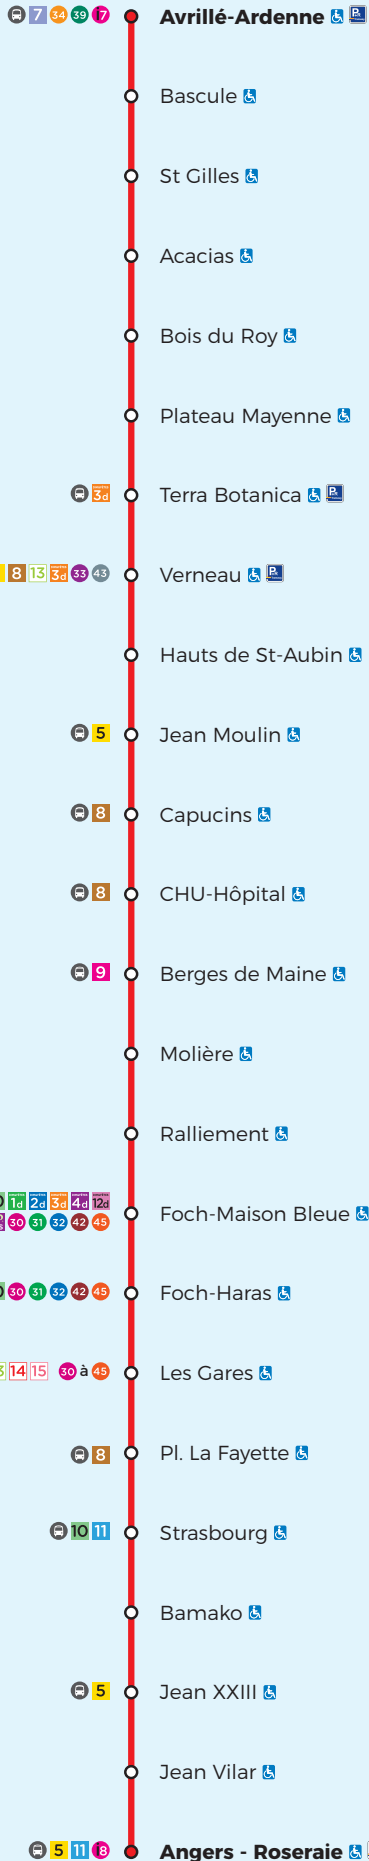 7 34 39 17 Avrillé-Ardenne P+R
Bascule
St Gilles
Acacias
Bois du Roy
Plateau Mayenne
3d Terra Botanica P+R
8 13 3d 33 43 Verneau P+R
Hauts de St-Aubin
5 Jean Moulin
8 Capucins
8 CHU-Hôpital
9 Berges de Maine
Molière
Ralliement
1d 2d 3d 4d 12d
30 31 32 42 45 Foch-Maison Bleue
30 31 32 42 45 Foch-Haras
14 15 30 à 45 Les Gares
8 Pl. La Fayette
10 11 Strasbourg
Bamako
5 Jean XXIII
Jean Vilar
5 11 18 Angers - Roseraie